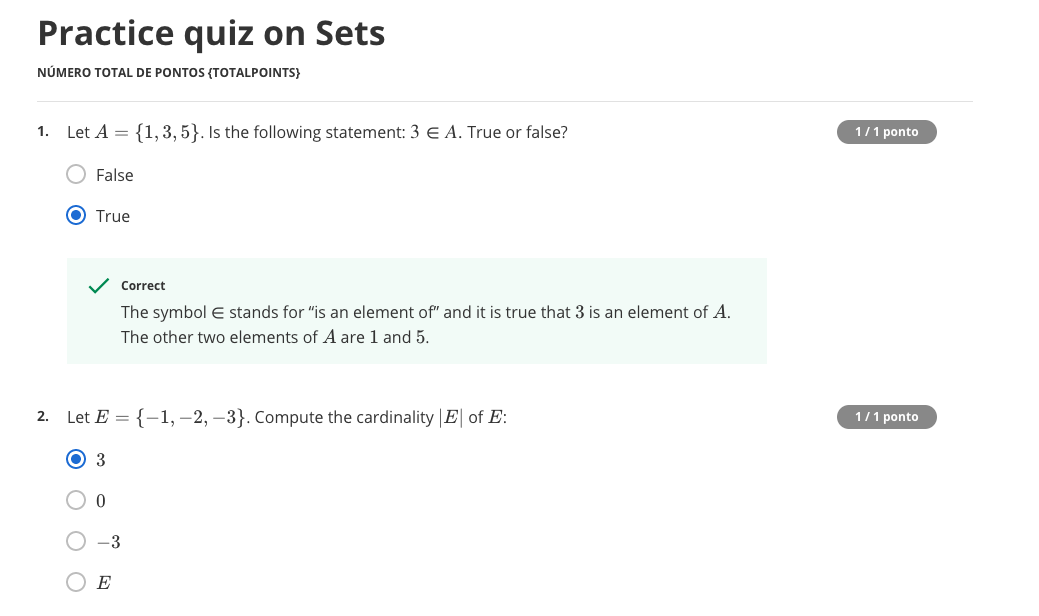 Practice quiz on Sets
NÚMERO TOTAL DE PONTOS {TOTALPOINTS}
1. Let A = {1, 3, 5}. Is the following statement: 3 ∈ A. True or false? 1 / 1 ponto
False
True
Correct
The symbol ∈ stands for “is an element of” and it is true that 3 is an element of A.
The other two elements of A are 1 and 5.
2. Let E = {−1, −2, −3}. Compute the cardinality |E| of E: 1 / 1 ponto
3
0
−3
E